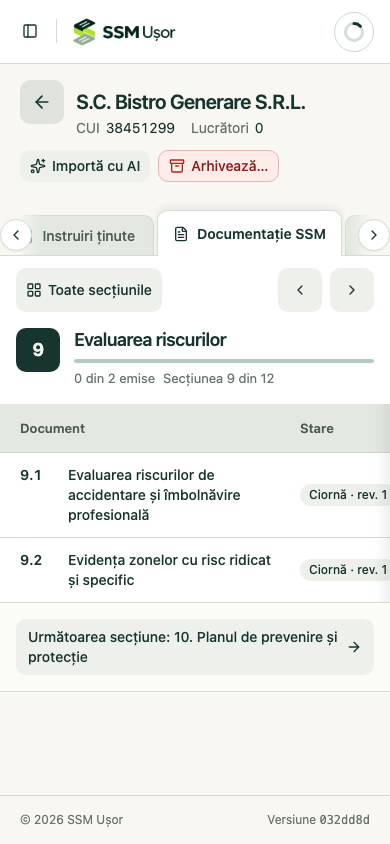 SSM Ușor
S.C. Bistro Generare S.R.L.
CUI 38451299 Lucrători 0
Importă cu AI
Arhivează...
Instruiri ținute
Documentație SSM
Toate secțiunile
9
Evaluarea riscurilor
0 din 2 emise Secțiunea 9 din 12
Document Stare
9.1 Evaluarea riscurilor de
accidentare și îmbolnăvire
profesională
Ciornă · rev. 1
9.2 Evidența zonelor cu risc ridicat
și specific
Ciornă · rev. 1
Următoarea secțiune: 10. Planul de prevenire și
protecție
© 2026 SSM Ușor
Versiune 032dd8d